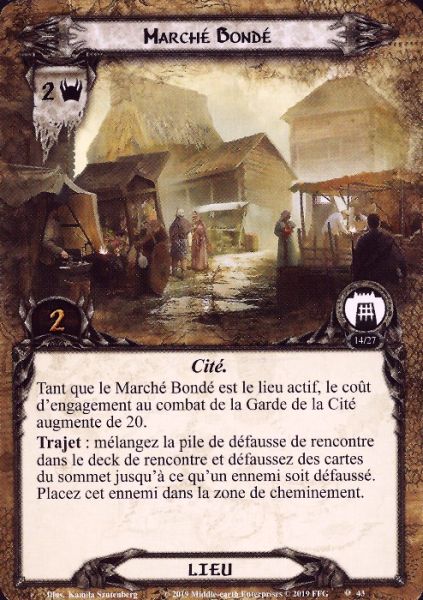 Marché Bondé
2
2
14/27
Cité.
Tant que le Marché Bondé est le lieu actif, le coût
d'engagement au combat de la Garde de la Cité
augmente de 20.
Trajet : mélangez la pile de défausse de rencontre
dans le deck de rencontre et défaussez des cartes
du sommet jusqu'à ce qu'un ennemi soit défaussé.
Placez cet ennemi dans la zone de cheminement.
LIEU
Illus. Kamila Szutenberg © 2019 Middle-earth Enterprises © 2019 FFG 43